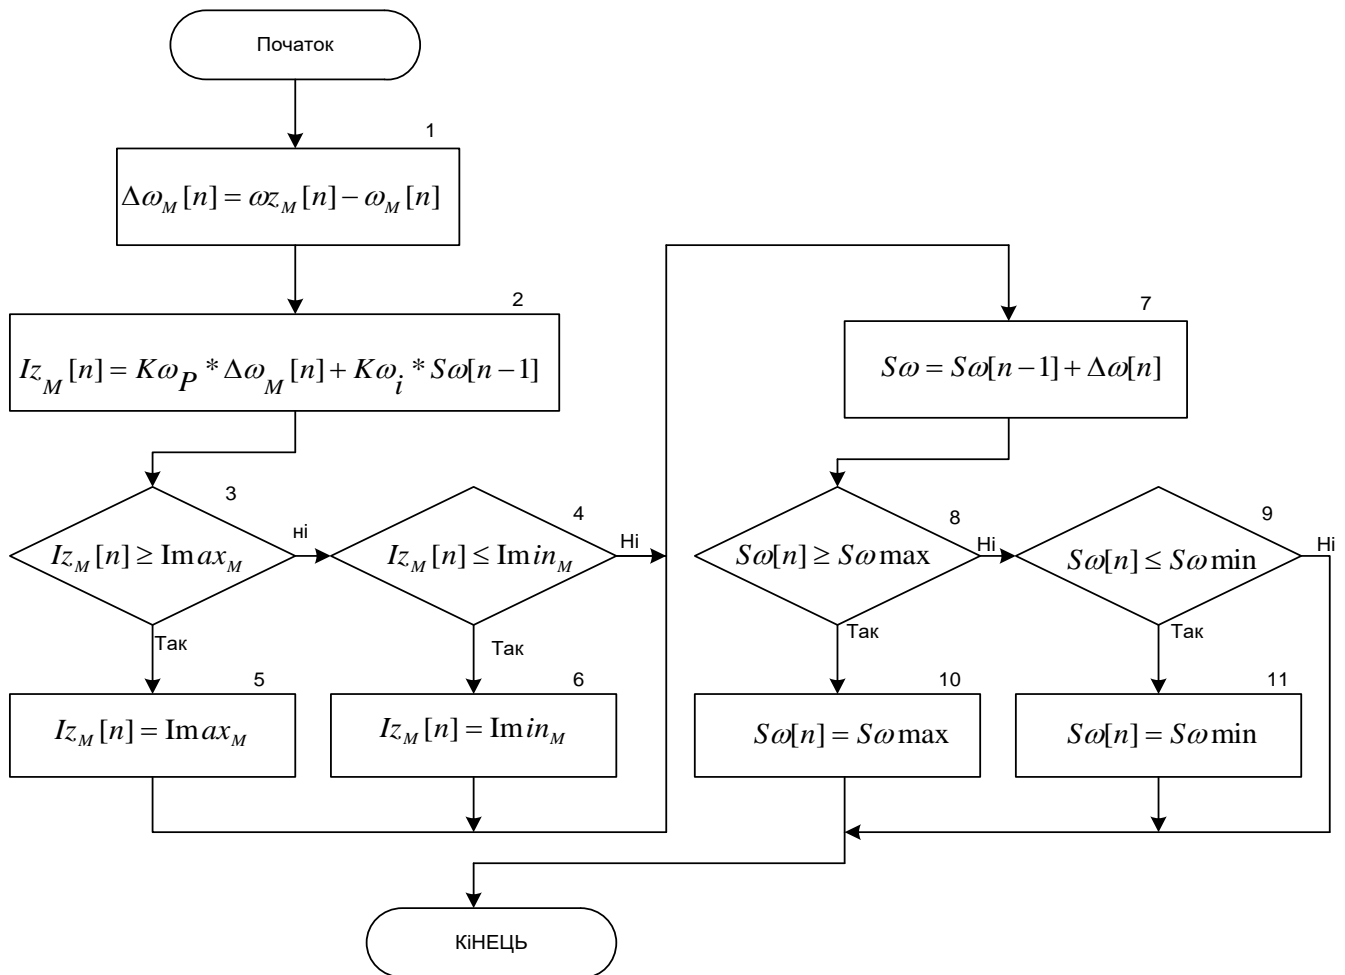 Початок
1
Δω_M[n] = ωz_M[n] − ω_M[n]
2
Iz_M[n] = Kω_P * Δω_M[n] + Kω_i * Sω[n−1]
3
Iz_M[n] ≥ Imax_M
ні
4
Iz_M[n] ≤ Imin_M
Ні
Так
Так
5
Iz_M[n] = Imax_M
6
Iz_M[n] = Imin_M
7
Sω = Sω[n−1] + Δω[n]
8
Sω[n] ≥ Sωmax
Ні
9
Sω[n] ≤ Sωmin
Ні
Так
Так
10
Sω[n] = Sωmax
11
Sω[n] = Sωmin
КіНЕЦЬ